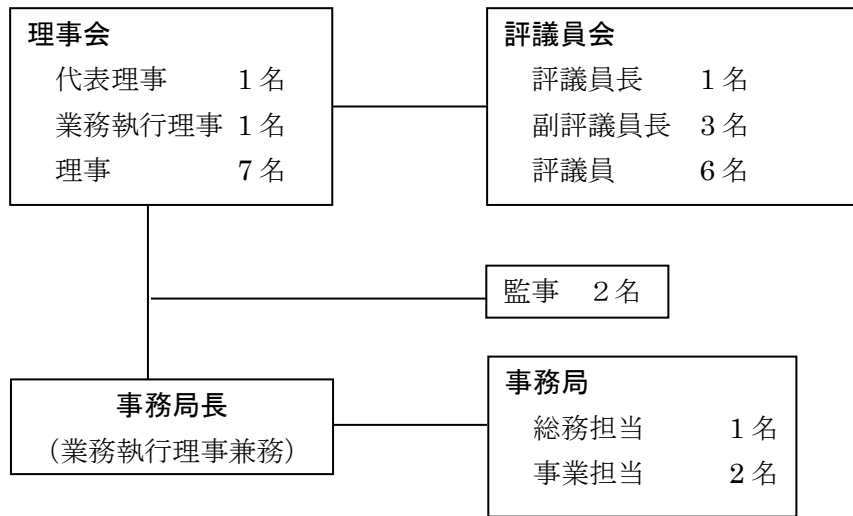 理事会
代表理事 1名
業務執行理事 1名
理事 7名
評議員会
評議員長 1名
副評議員長 3名
評議員 6名
監事 2名
事務局長
(業務執行理事兼務)
事務局
総務担当 1名
事業担当 2名